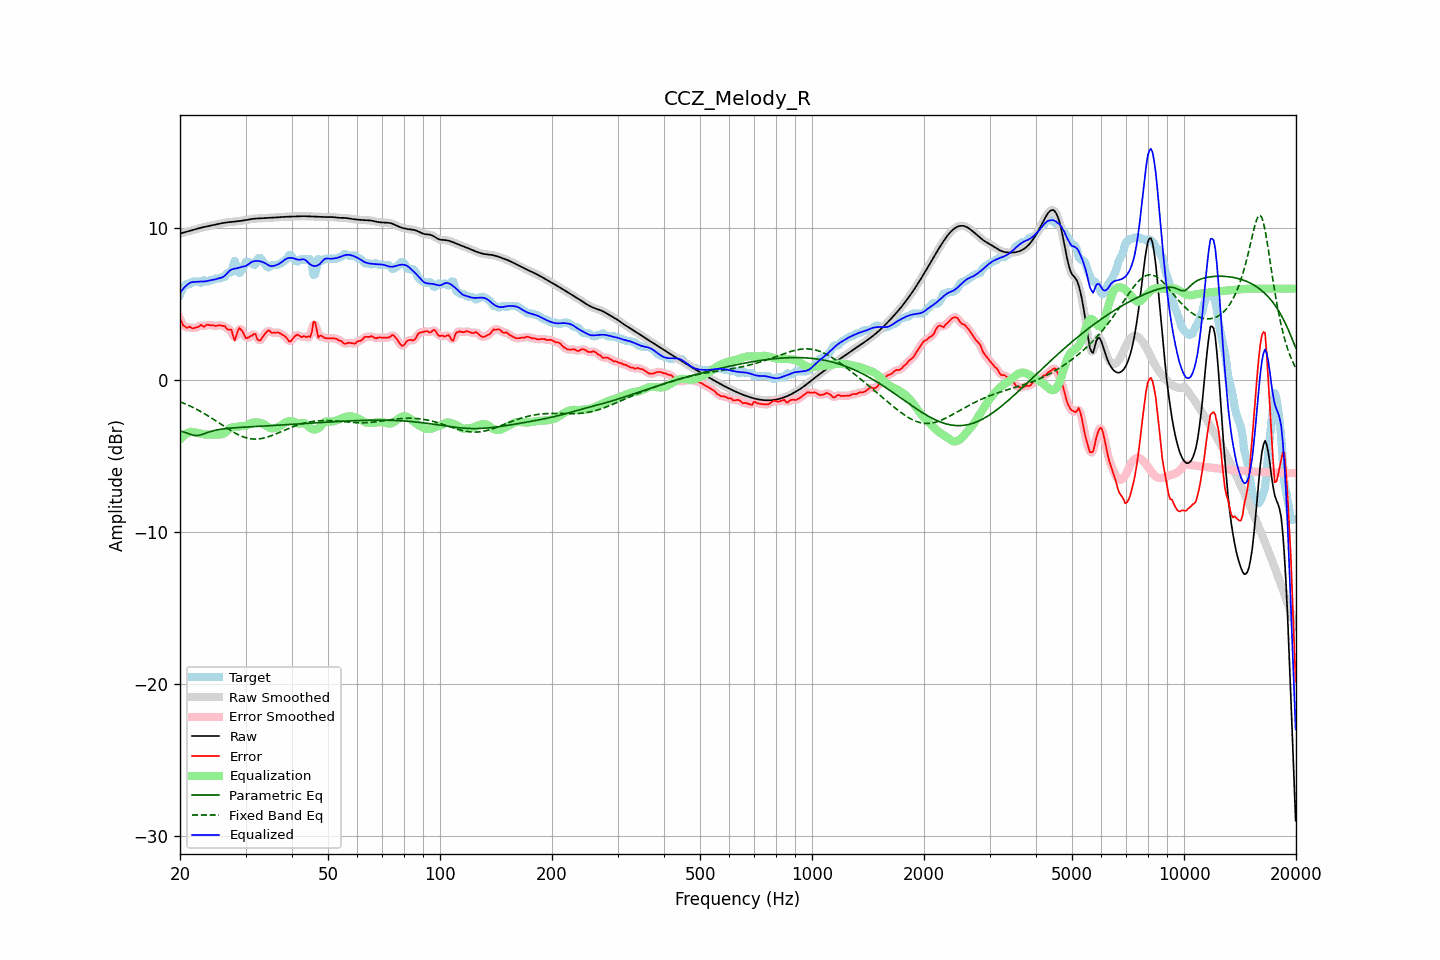 CCZ_Melody_R
Amplitude (dBr)
10
0
−10
−20
−30
Target
Raw Smoothed
Error Smoothed
Raw
Error
Equalization
Parametric Eq
Fixed Band Eq
Equalized
20 50 100 200 500 1000 2000 5000 10000 20000
Frequency (Hz)